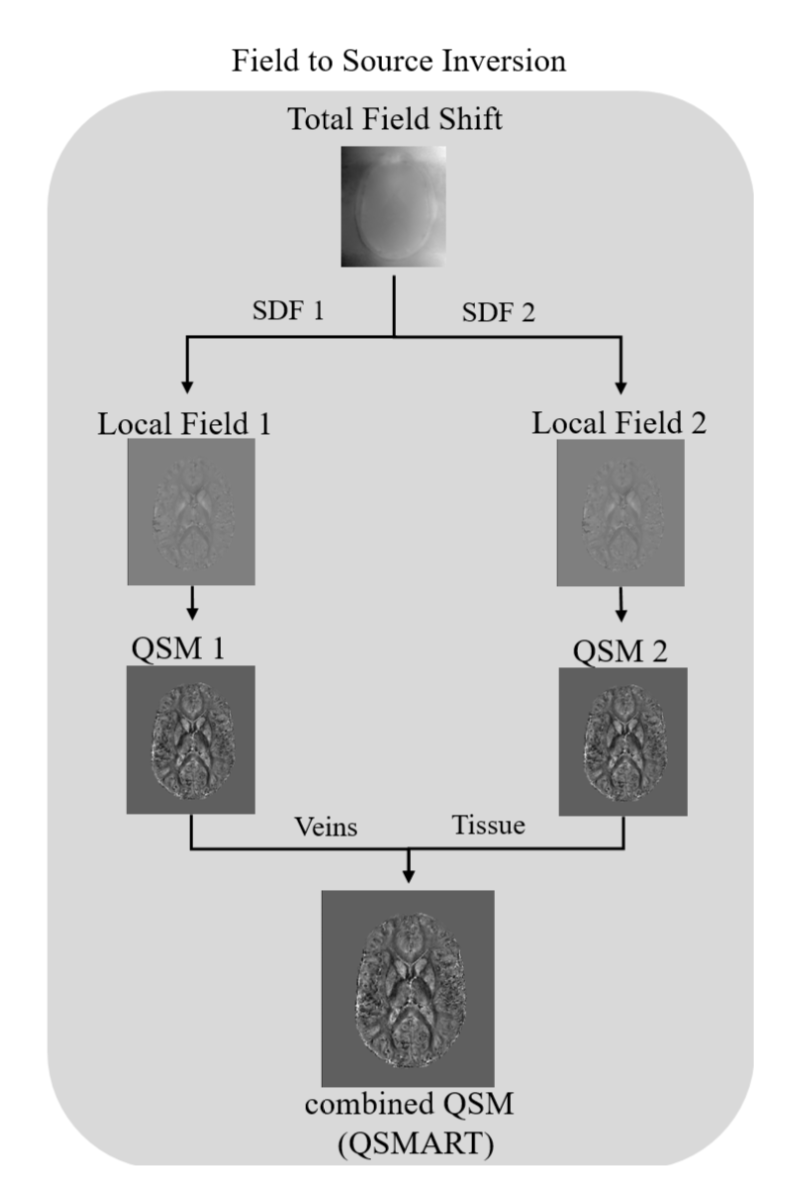 Field to Source Inversion
Total Field Shift
SDF 1
SDF 2
Local Field 1
Local Field 2
QSM 1
QSM 2
Veins
Tissue
combined QSM
(QSMART)